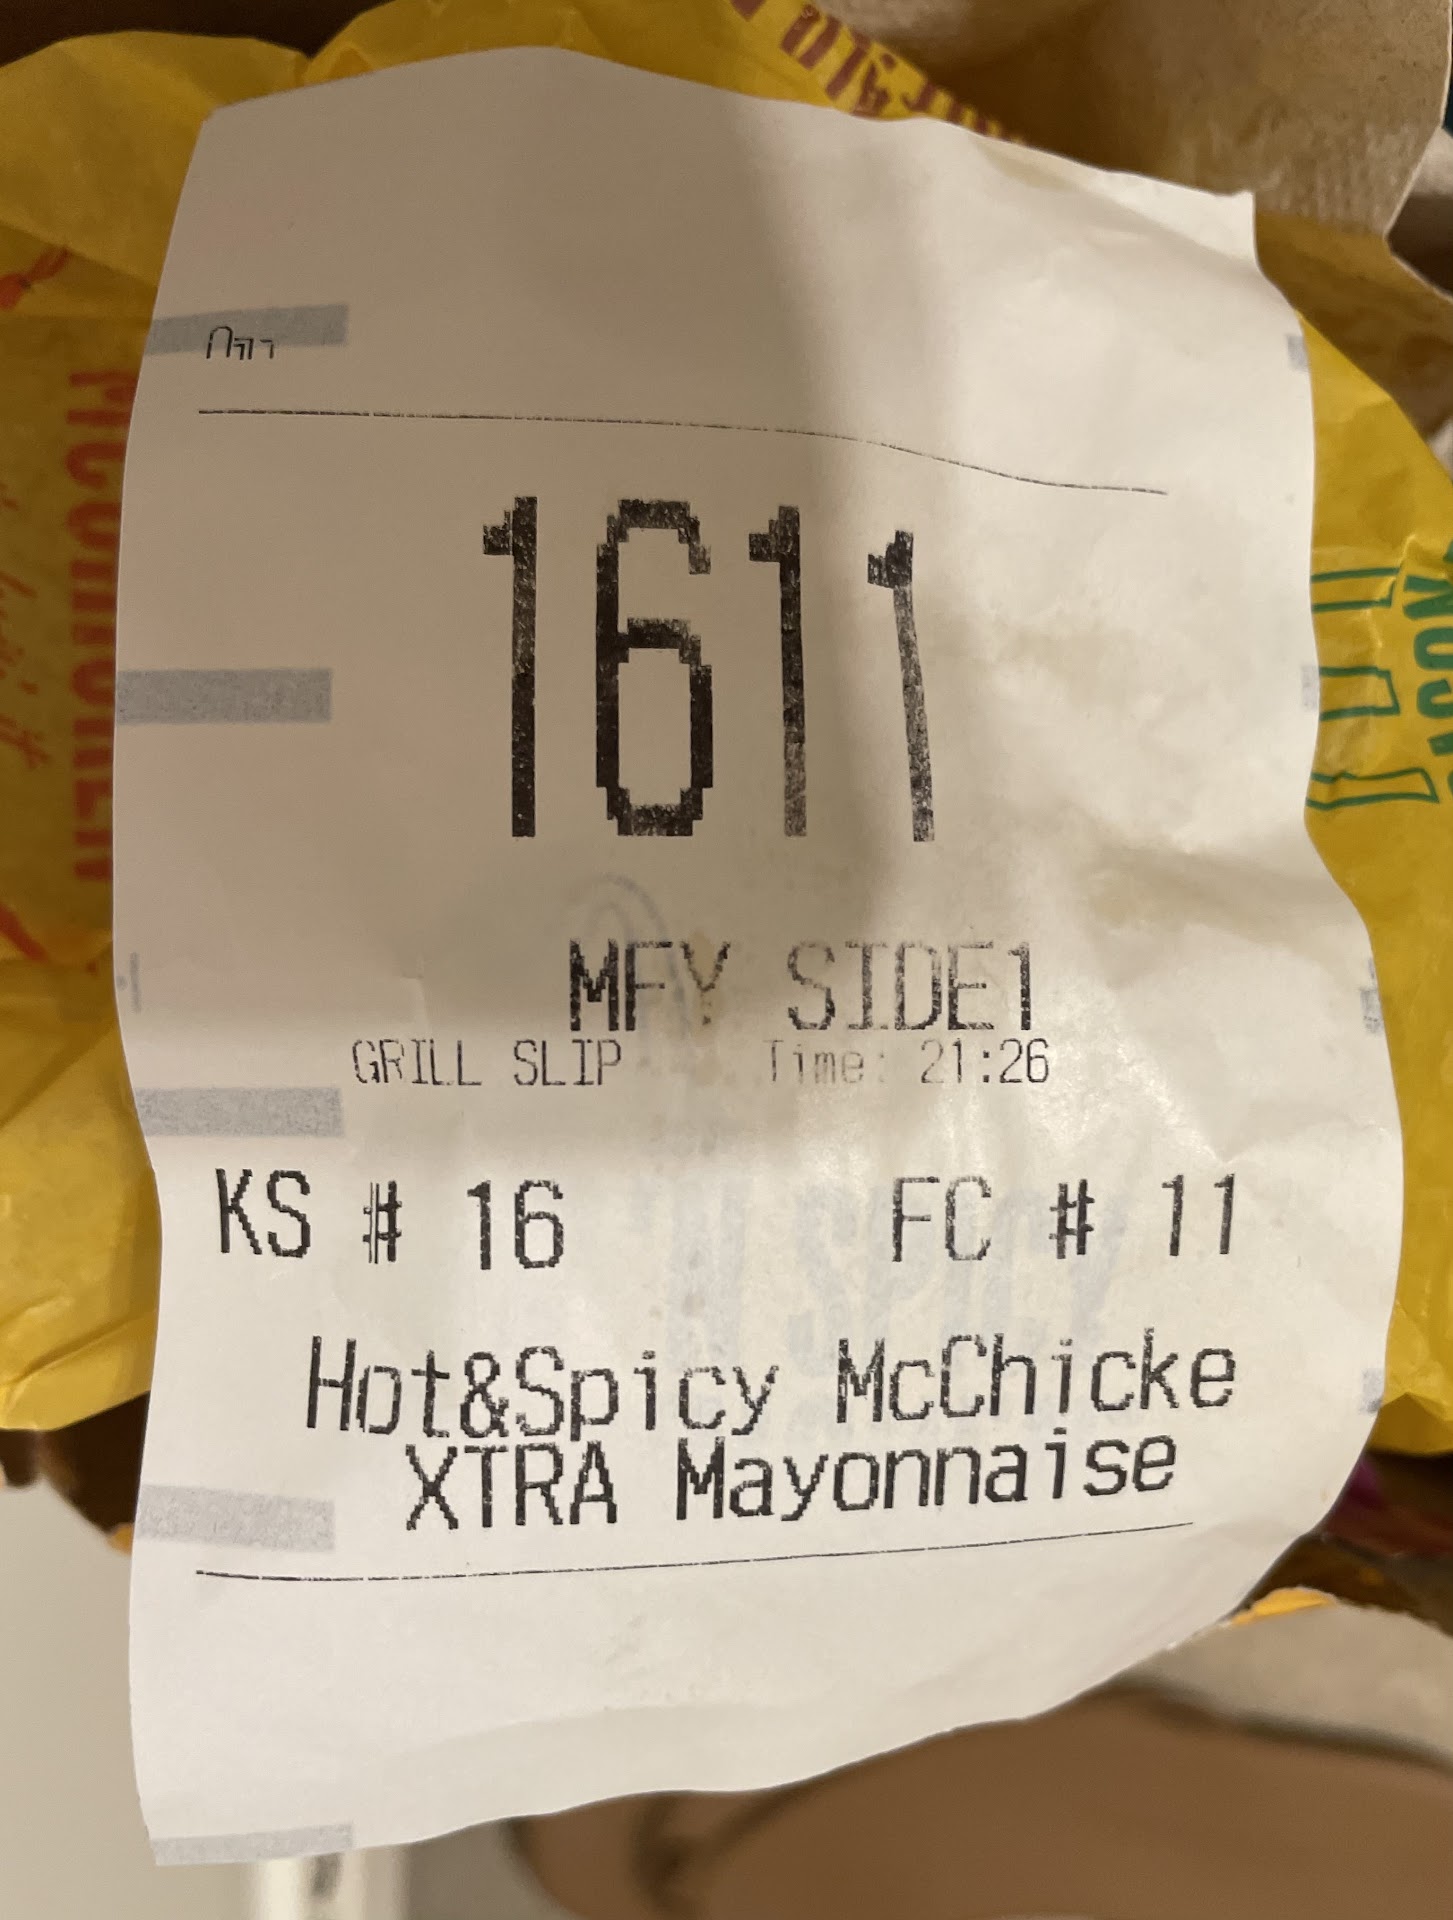 1611
MFY SIDE1
GRILL SLIP Time: 21:26
KS # 16 FC # 11
Hot&Spicy McChicke
XTRA Mayonnaise